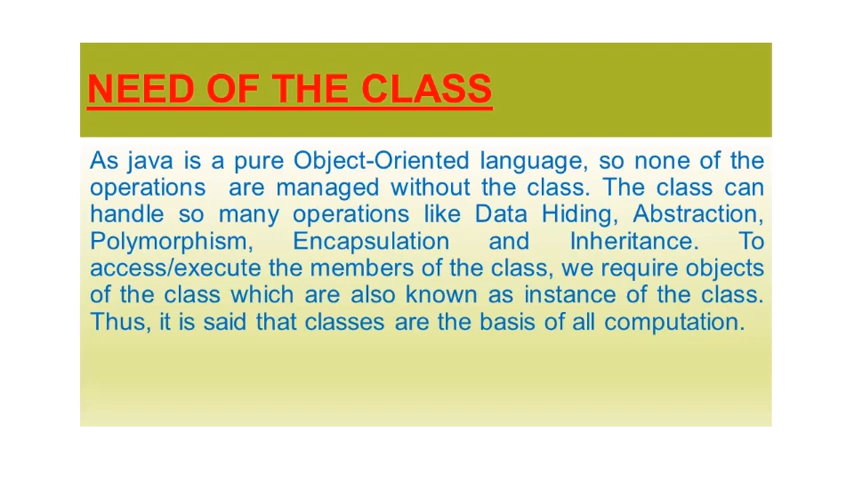 NEED OF THE CLASS
As java is a pure Object-Oriented language, so none of the
operations are managed without the class. The class can
handle so many operations like Data Hiding, Abstraction,
Polymorphism, Encapsulation and Inheritance. To
access/execute the members of the class, we require objects
of the class which are also known as instance of the class.
Thus, it is said that classes are the basis of all computation.